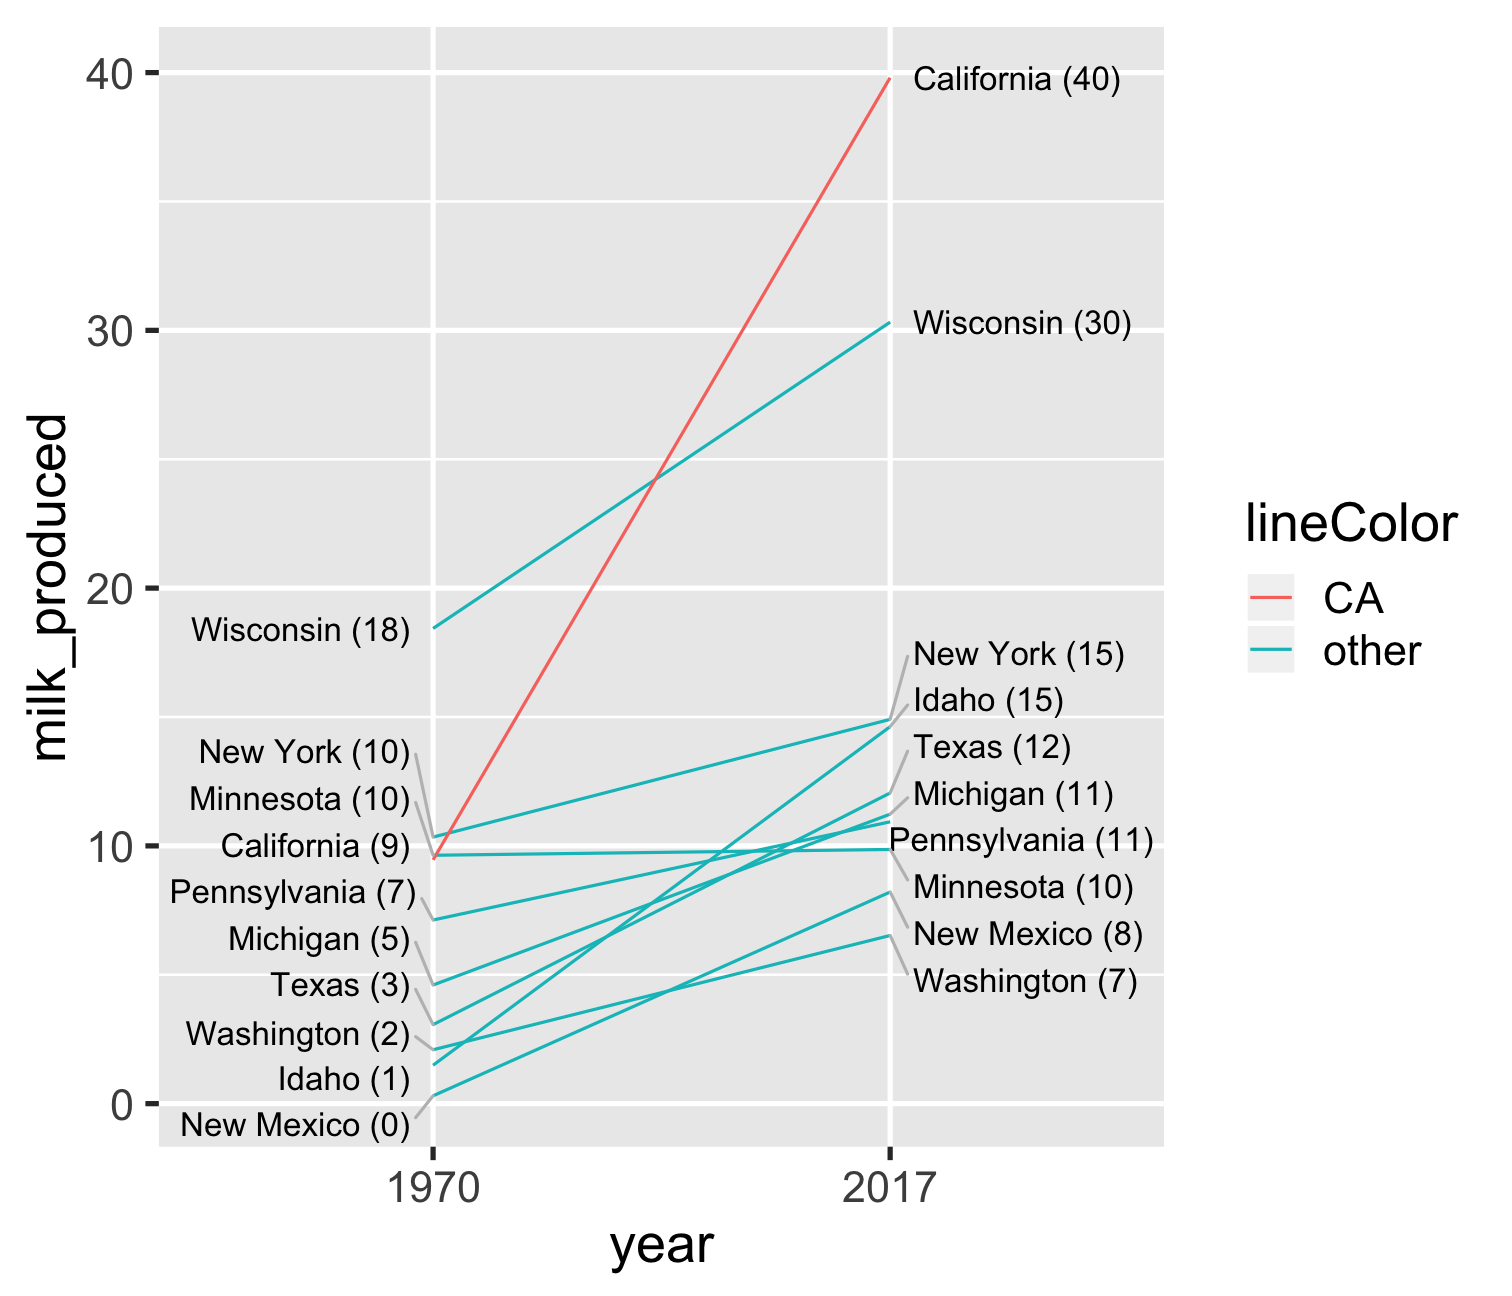 40
30
20
10
0
milk_produced
California (40)
Wisconsin (30)
Wisconsin (18)
New York (15)
Idaho (15)
Texas (12)
Michigan (11)
Pennsylvania (11)
Minnesota (10)
New Mexico (8)
Washington (7)
New York (10)
Minnesota (10)
California (9)
Pennsylvania (7)
Michigan (5)
Texas (3)
Washington (2)
Idaho (1)
New Mexico (0)
1970
2017
year
lineColor
CA
other